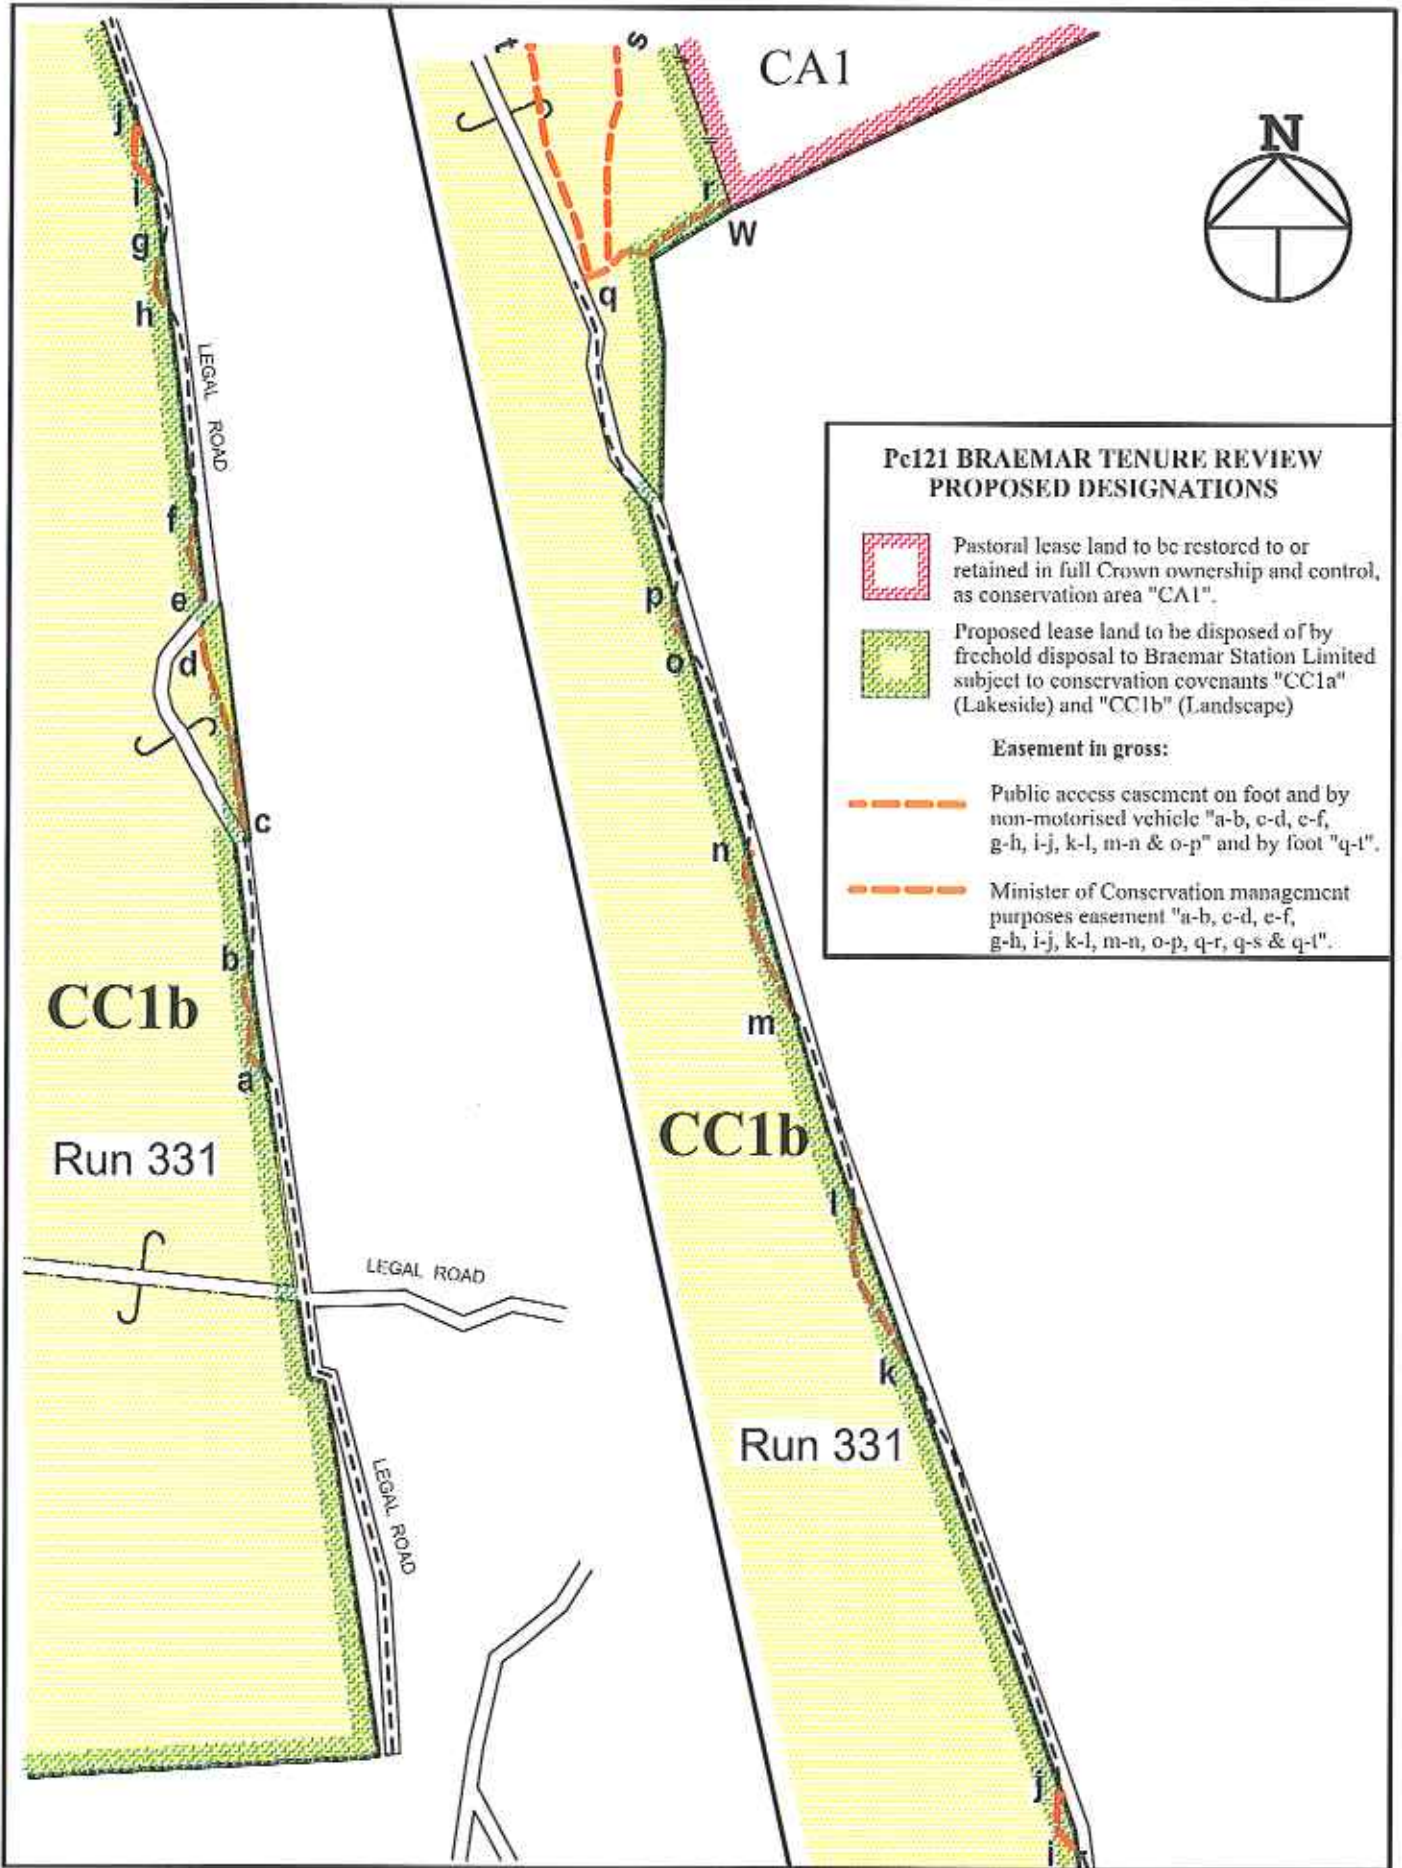 j
i
g
h
LEGAL ROAD
f
e
d
c
b
CC1b
a
Run 331
LEGAL ROAD
LEGAL ROAD
t
s
CA1
N
r
W
q
p
o
n
m
CC1b
l
k
Run 331
j
i
Pc121 BRAEMAR TENURE REVIEW
PROPOSED DESIGNATIONS
Pastoral lease land to be restored to or
retained in full Crown ownership and control,
as conservation area "CA1".
Proposed lease land to be disposed of by
freehold disposal to Braemar Station Limited
subject to conservation covenants "CC1a"
(Lakeside) and "CC1b" (Landscape)
Easement in gross:
Public access easement on foot and by
non-motorised vehicle "a-b, c-d, e-f,
g-h, i-j, k-l, m-n & o-p" and by foot "q-t".
Minister of Conservation management
purposes easement "a-b, c-d, e-f,
g-h, i-j, k-l, m-n, o-p, q-r, q-s & q-t".